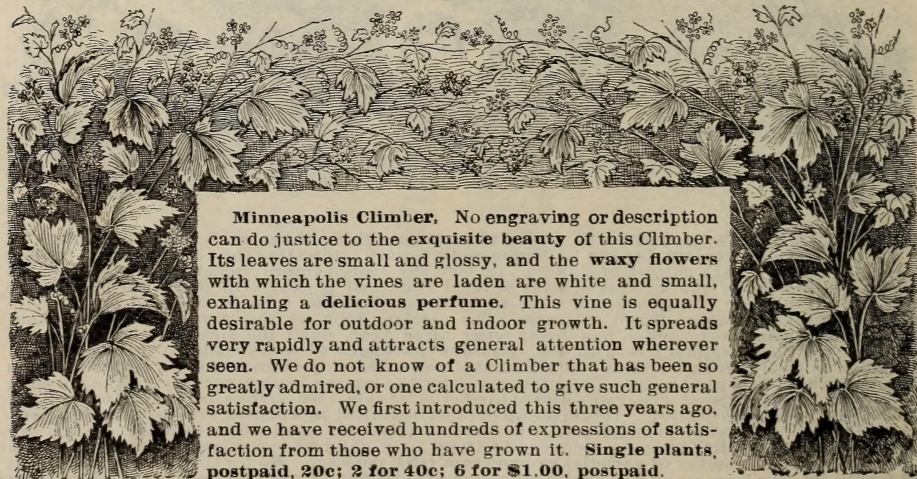 Minneapolis Climber, No engraving or description
can do justice to the exquisite beauty of this Climber.
Its leaves are small and glossy, and the waxy flowers
with which the vines are laden are white and small,
exhaling a delicious perfume. This vine is equally
desirable for outdoor and indoor growth. It spreads
very rapidly and attracts general attention wherever
seen. We do not know of a Climber that has been so
greatly admired, or one calculated to give such general
satisfaction. We first introduced this three years ago,
and we have received hundreds of expressions of satis-
faction from those who have grown it. Single plants,
postpaid, 20c; 2 for 40c; 6 for $1.00, postpaid.